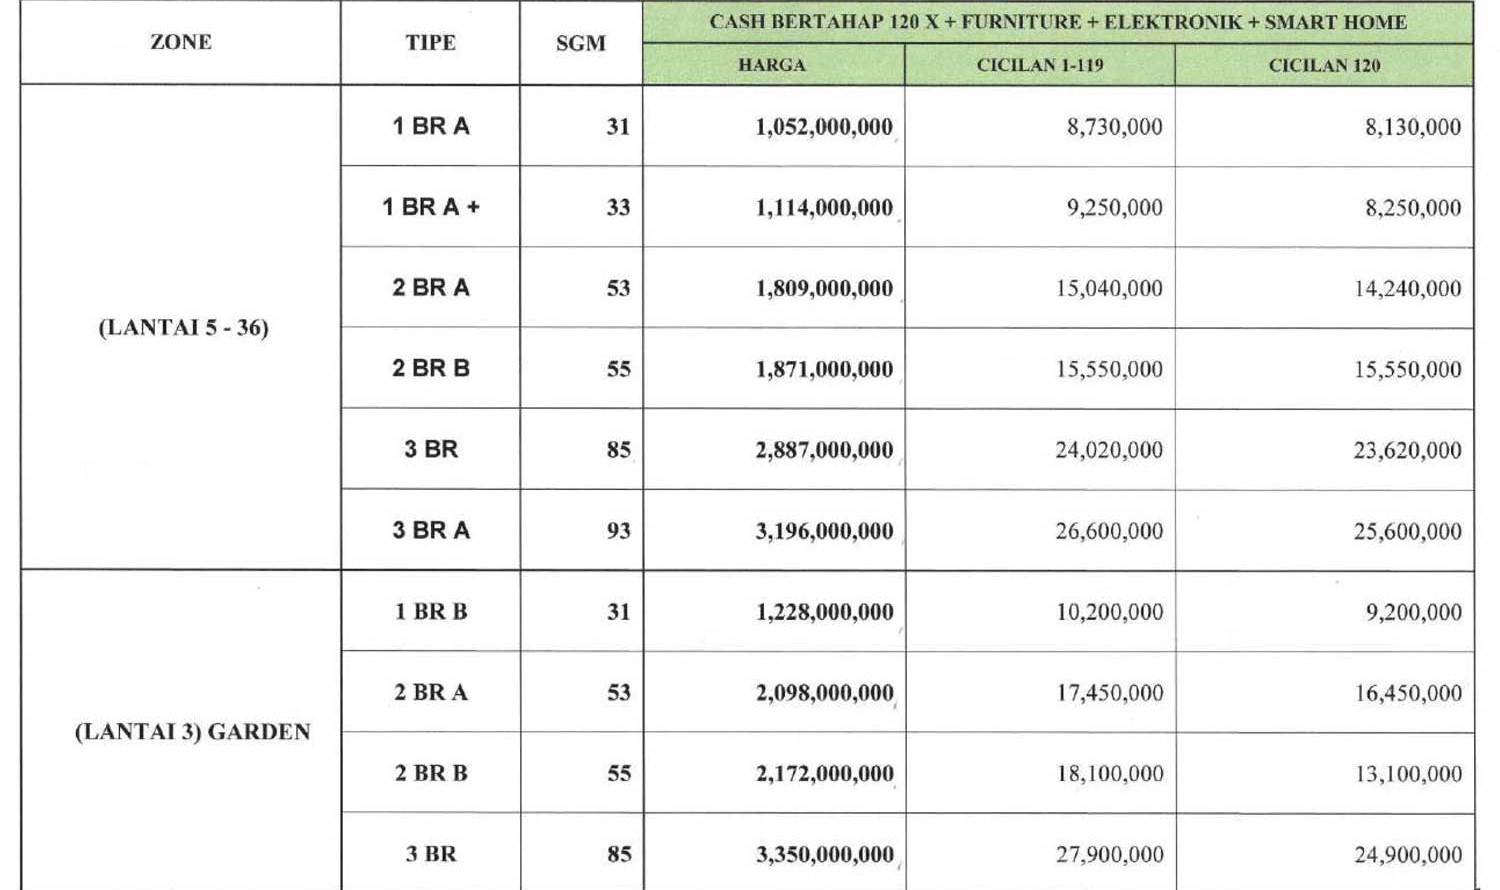 ZONE TIPE SGM CASH BERTAHAP 120 X + FURNITURE + ELEKTRONIK + SMART HOME
HARGA CICILAN 1-119 CICILAN 120
(LANTAI 5 - 36)
1 BR A 31 1,052,000,000 8,730,000 8,130,000
1 BR A + 33 1,114,000,000 9,250,000 8,250,000
2 BR A 53 1,809,000,000 15,040,000 14,240,000
2 BR B 55 1,871,000,000 15,550,000 15,550,000
3 BR 85 2,887,000,000 24,020,000 23,620,000
3 BR A 93 3,196,000,000 26,600,000 25,600,000
(LANTAI 3) GARDEN
1 BR B 31 1,228,000,000 10,200,000 9,200,000
2 BR A 53 2,098,000,000 17,450,000 16,450,000
2 BR B 55 2,172,000,000 18,100,000 13,100,000
3 BR 85 3,350,000,000 27,900,000 24,900,000